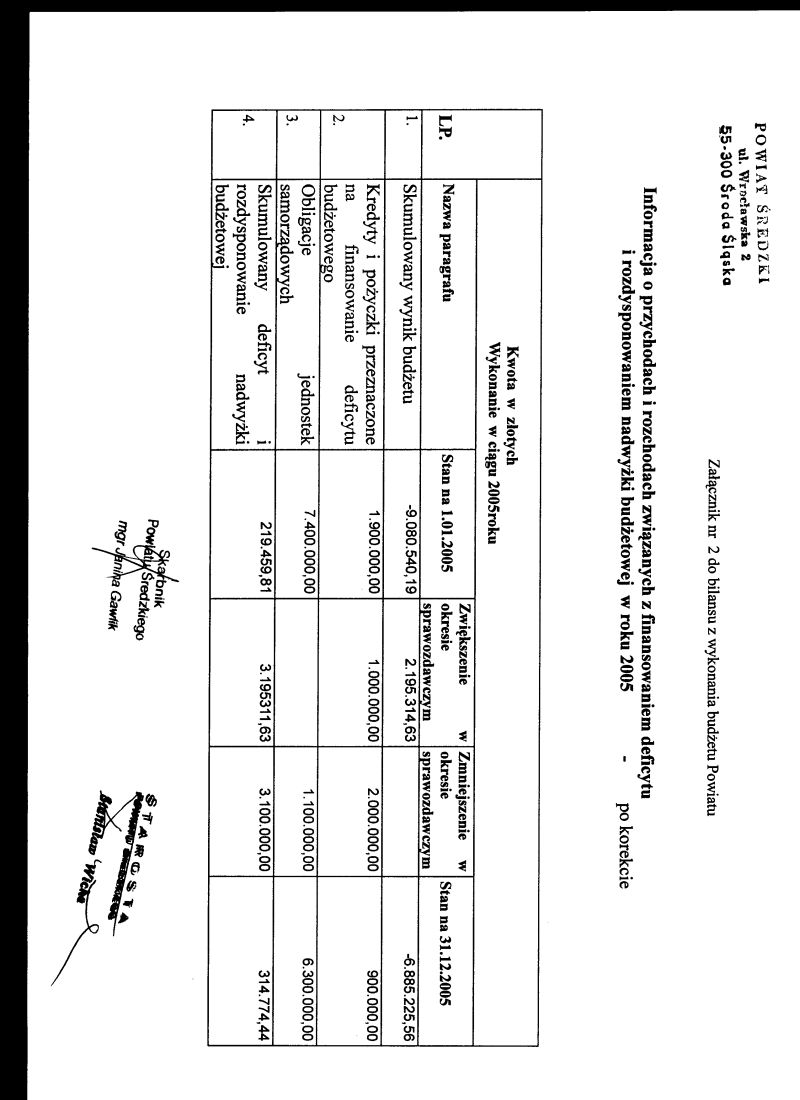 POWIAT ŚREDZKI
ul. Wrocławska 2
55-300 Środa Śląska
Załącznik nr 2 do bilansu z wykonania budżetu Powiatu
Informacja o przychodach i rozchodach związanych z finansowaniem deficytu
i rozdysponowaniem nadwyżki budżetowej w roku 2005 - po korekcie
Kwota w złotych
Wykonanie w ciągu 2005roku
LP. Nazwa paragrafu Stan na 1.01.2005 Zwiększenie w okresie sprawozdawczym Zmniejszenie w okresie sprawozdawczym Stan na 31.12.2005
1. Skumulowany wynik budżetu -9.080.540,19 2.195.314,63 -6.885.225,56
2. Kredyty i pożyczki przeznaczone
na finansowanie deficytu
budżetowego 1.900.000,00 1.000.000,00 2.000.000,00 900.000,00
3. Obligacje jednostek
samorządowych 7.400.000,00 1.100.000,00 6.300.000,00
4. Skumulowany deficyt i
rozdysponowanie nadwyżki
budżetowej 219.459,81 3.195311,63 3.100.000,00 314.774,44
Skarbnik
Powiatu Średzkiego
mgr Janina Gawlik
STAROSTA
Stanisław Wicha